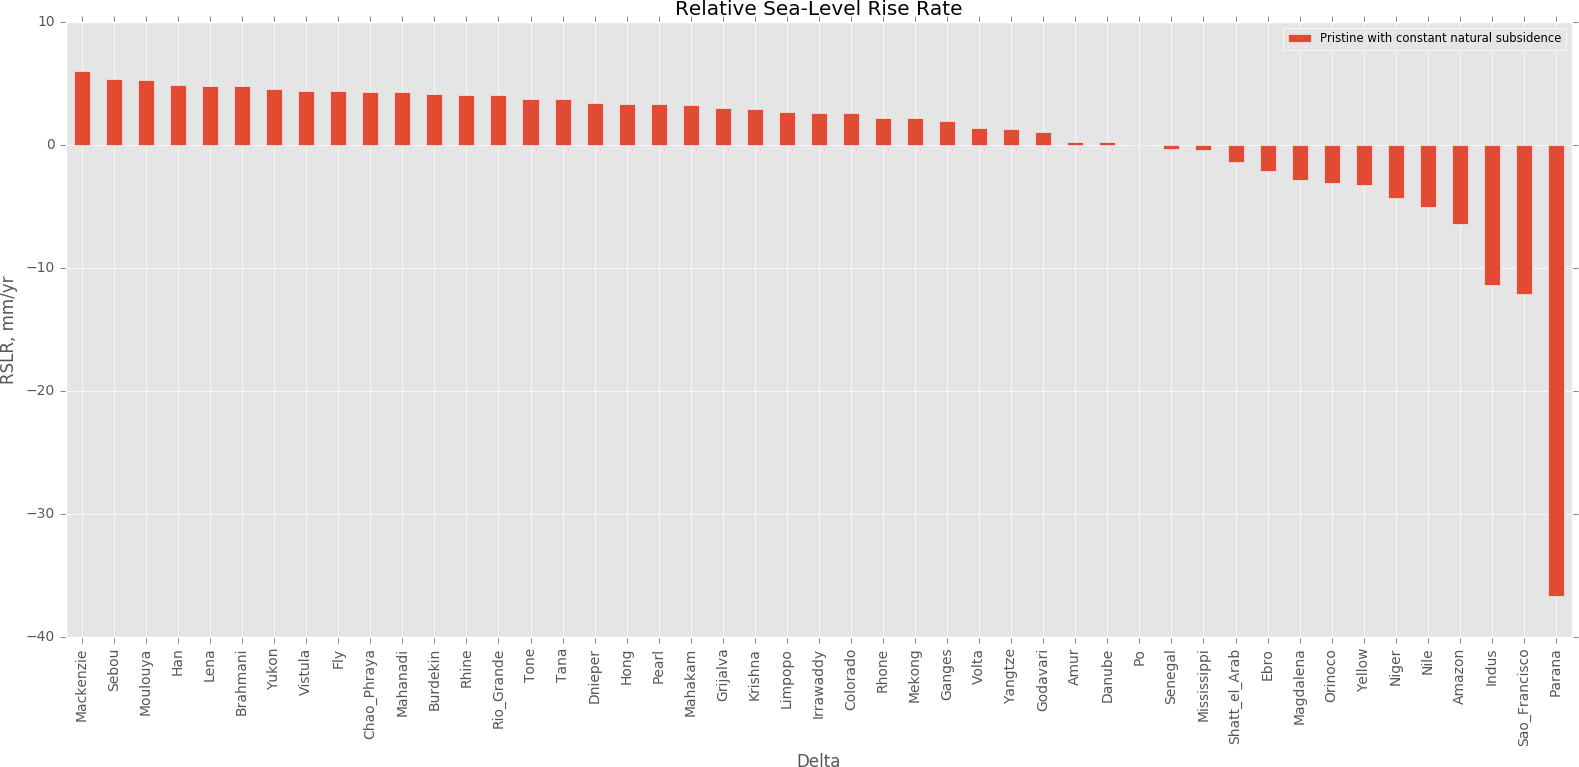 Relative Sea-Level Rise Rate
Pristine with constant natural subsidence
RSLR, mm/yr
10
0
−10
−20
−30
−40
Mackenzie
Sebou
Moulouya
Han
Lena
Brahmani
Yukon
Vistula
Fly
Chao_Phraya
Mahanadi
Burdekin
Rhine
Rio_Grande
Tone
Tana
Dnieper
Hong
Pearl
Mahakam
Grijalva
Krishna
Limpopo
Irrawaddy
Colorado
Rhone
Mekong
Ganges
Volta
Yangtze
Godavari
Amur
Danube
Po
Senegal
Mississippi
Shatt_el_Arab
Ebro
Magdalena
Orinoco
Yellow
Niger
Nile
Amazon
Indus
Sao_Francisco
Parana
Delta